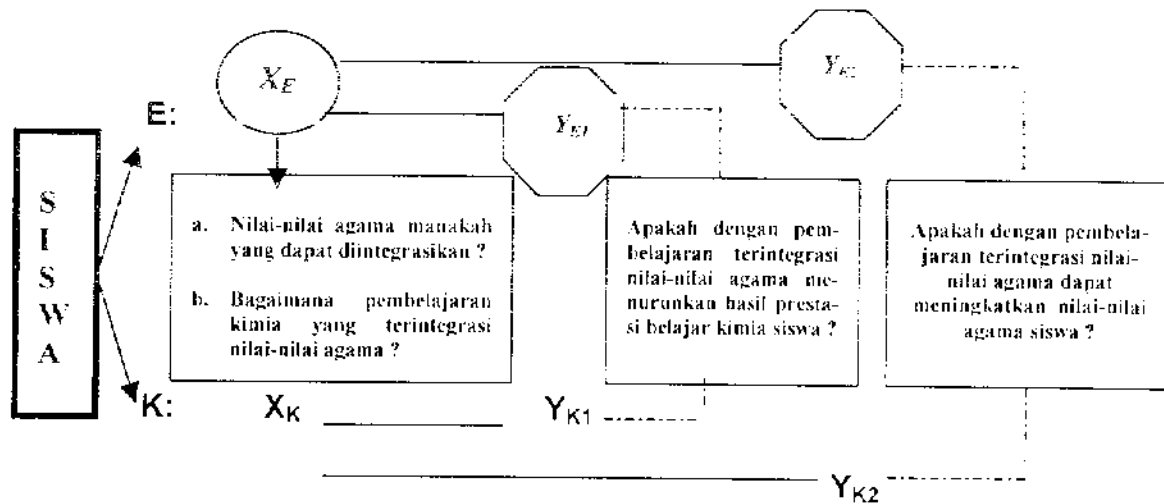 X_E
Y_E2
E:
Y_E1
SISWA
a. Nilai-nilai agama manakah
yang dapat diintegrasikan ?
b. Bagaimana pembelajaran
kimia yang terintegrasi
nilai-nilai agama ?
Apakah dengan pem-
belajaran terintegrasi
nilai-nilai agama me-
nurunkan hasil presta-
si belajar kimia siswa ?
Apakah dengan pembela-
jaran terintegrasi nilai-
nilai agama dapat
meningkatkan nilai-nilai
agama siswa ?
K:
X_K
Y_K1
Y_K2